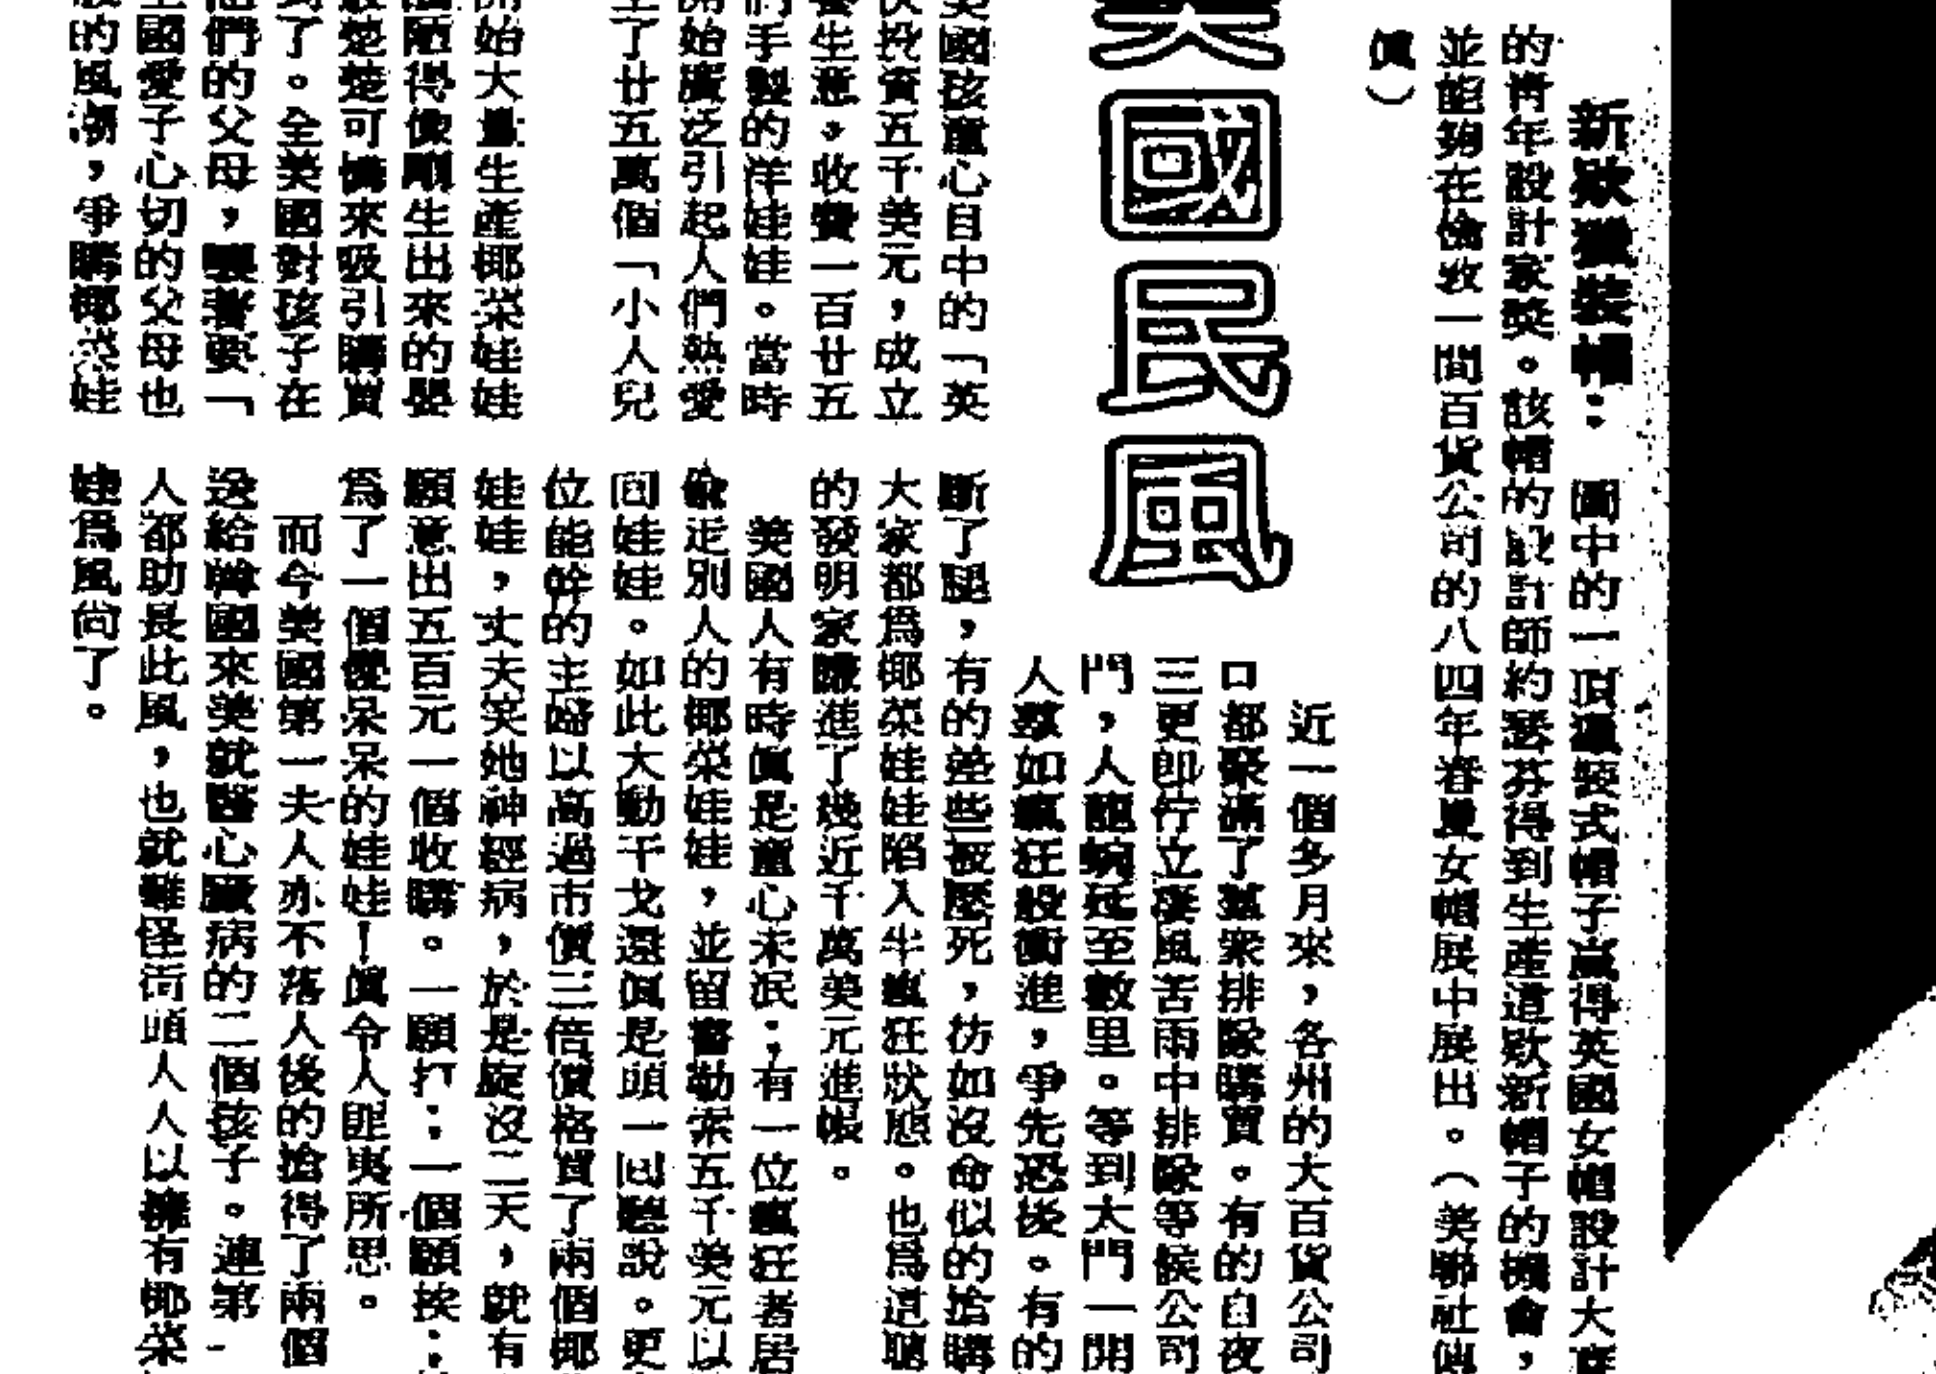 新款獵裝帽：　圖中的一頂獵裝式帽子贏得英國女帽設計大
的青年設計家獎。該帽的設計師約瑟芬得到生產這款新帽子的機會，
並能夠在倫敦一間百貨公司的八四年春夏女帽展中展出。（美聯社傳
真）
美國民風
近一個多月來，各州的大百貨公司
口都聚滿了羣衆排隊購買。有的自夜
三更即佇立凄風苦雨中排隊等候公司
門，人龍蜿延至數里。等到大門一開
人羣如瘋狂般衝進，爭先恐後。有的
斷了腿，有的差些被壓死，彷如沒命似的搶購
大家都爲椰菜娃娃陷入半瘋狂狀態。也爲這聰
的發明家賺進了幾近千萬美元進帳。
美國人有時眞是童心未泯；有一位瘋狂者居
偷走別人的椰菜娃娃，並留書勒索五千美元以
回娃娃。如此大動干戈還眞是頭一回聽說。更
位能幹的主婦以高過市價三倍價格買了兩個椰
娃娃，丈夫笑她神經病，於是旋沒二天，就有
願意出五百元一個收購。一願打：一個願挨：
爲了一個傻呆呆的娃娃！眞令人匪夷所思。
而今美國第一夫人亦不落人後的搶得了兩個
送給韓國來美就醫心臟病的二個孩子。連第一
人都助長此風，也就難怪街頭人人以擁有椰菜
娃爲風尚了。
美國孩童心目中的「英
投資五千美元，成立
生意。收費一百廿五
們手製的洋娃娃。當時
開始廣泛引起人們熱愛
了廿五萬個「小人兒
開始大量生產椰菜娃娃
陋得像剛生出來的嬰
楚楚可憐來吸引購買
了。全美國對孩子在
他們的父母，嚷著要「
國愛子心切的父母也
的風潮，爭購椰菜娃